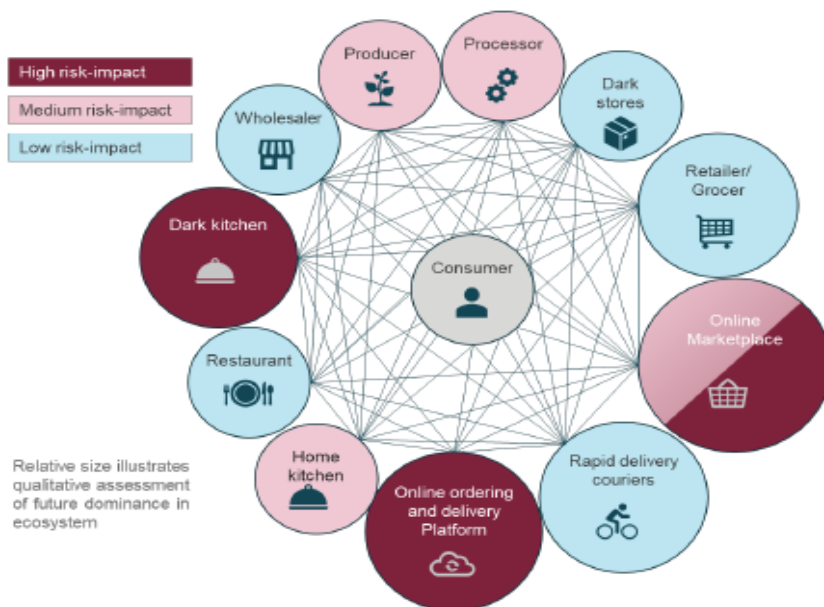 High risk-impact
Medium risk-impact
Low risk-impact
Producer
Processor
Dark
stores
Wholesaler
Retailer/
Grocer
Dark kitchen
Consumer
Online
Marketplace
Restaurant
Home
kitchen
Online ordering
and delivery
Platform
Rapid delivery
couriers
Relative size illustrates
qualitative assessment
of future dominance in
ecosystem